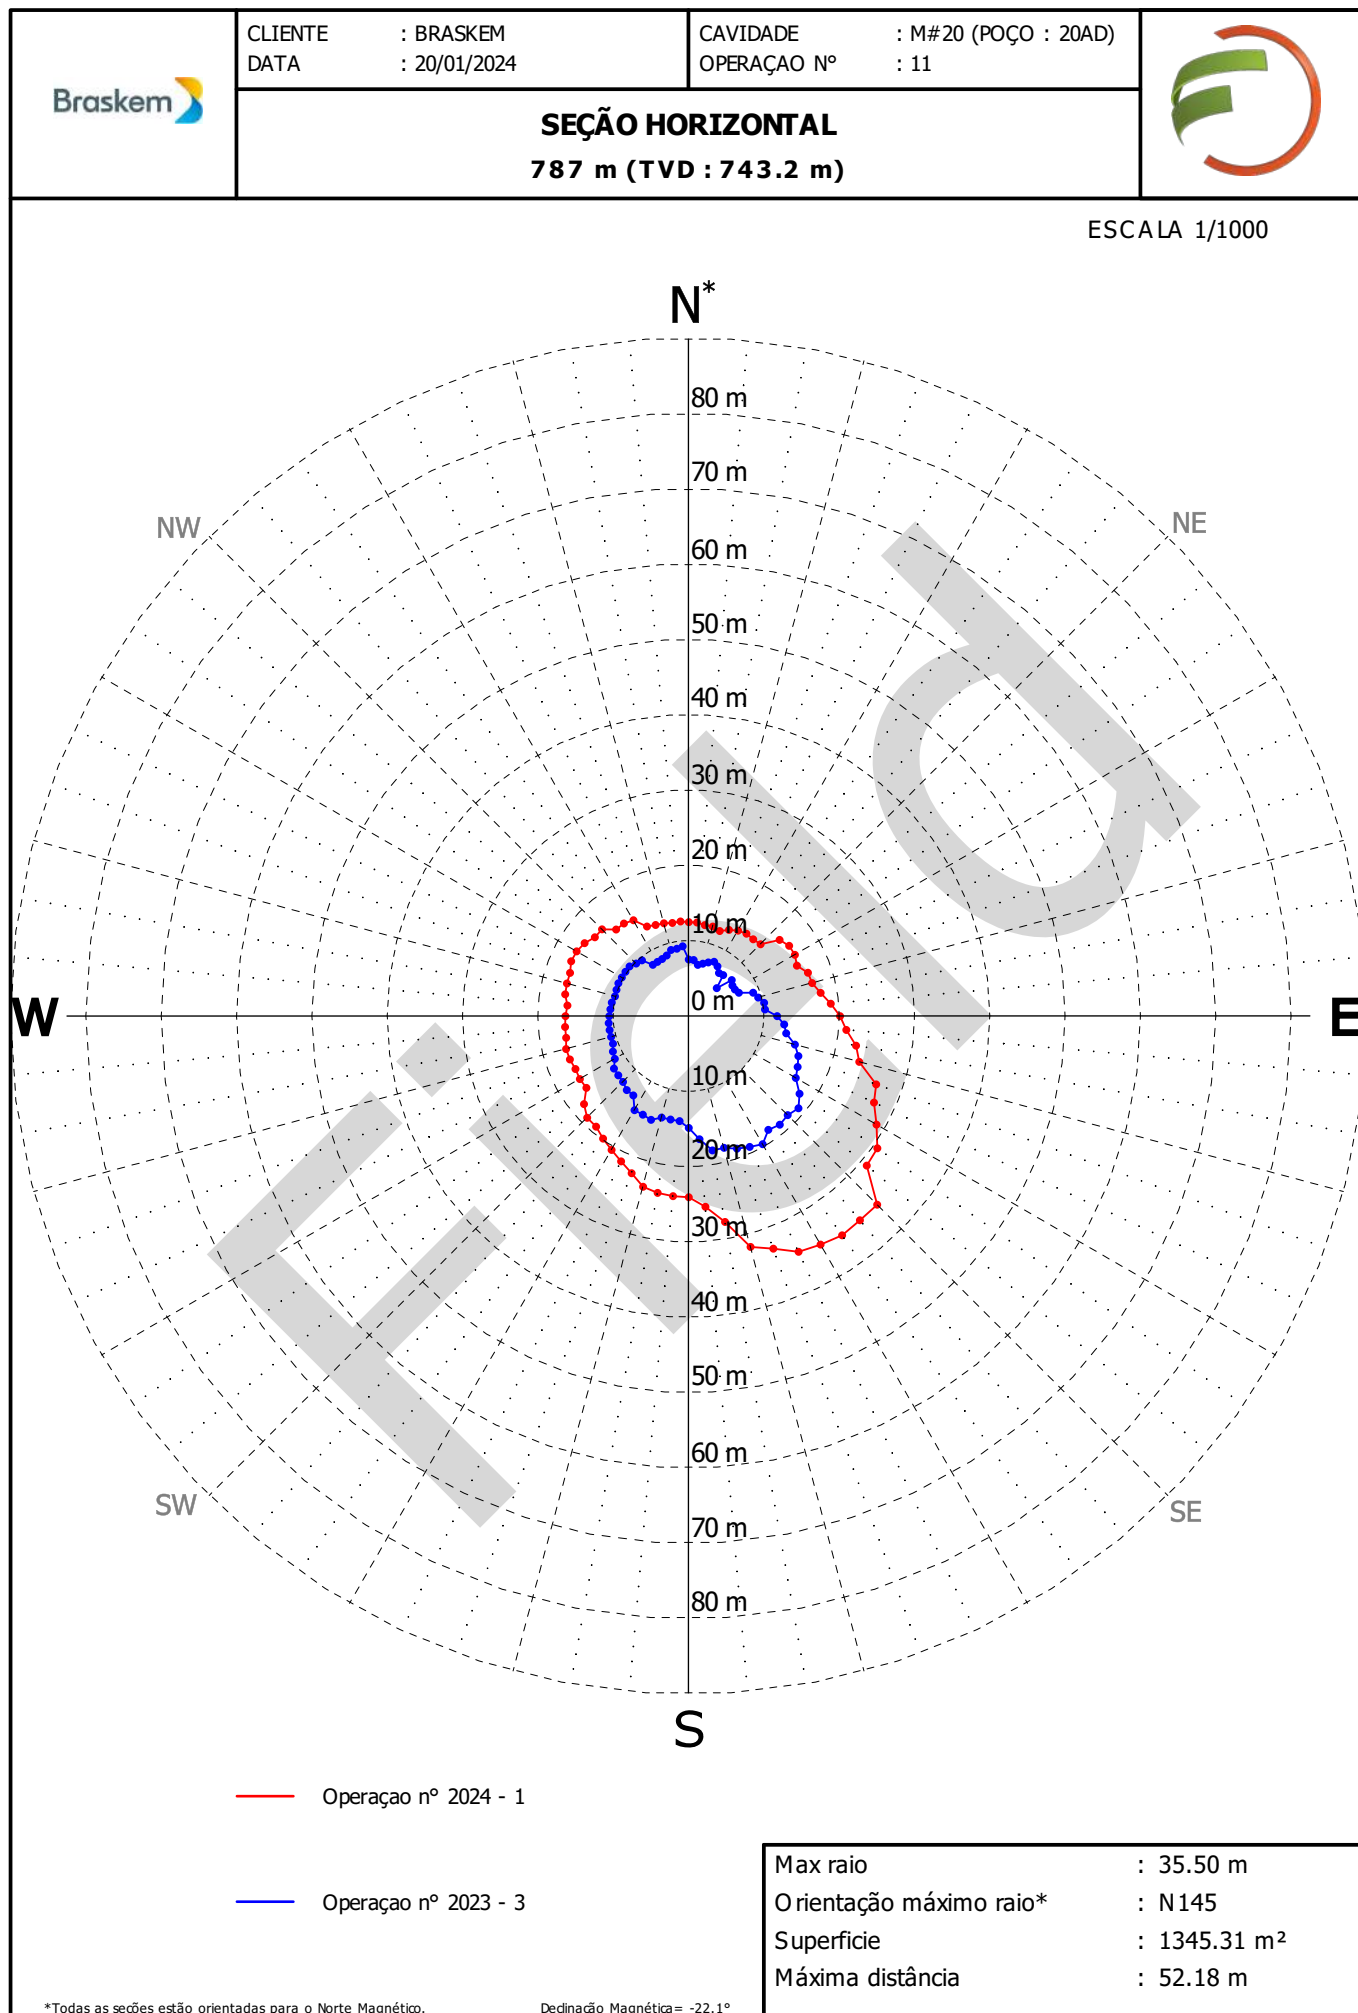 Braskem
CLIENTE : BRASKEM
DATA : 20/01/2024
CAVIDADE : M#20 (POÇO : 20AD)
OPERAÇAO N° : 11
SEÇÃO HORIZONTAL
787 m (TVD : 743.2 m)
ESCALA 1/1000
N*
80 m
70 m
NW
NE
60 m
50 m
40 m
30 m
20 m
10 m
0 m
W
E
10 m
20 m
30 m
40 m
50 m
60 m
SW
SE
70 m
80 m
S
Field
Operaçao n° 2024 - 1
Operaçao n° 2023 - 3
Max raio : 35.50 m
Orientação máximo raio* : N145
Superficie : 1345.31 m²
Máxima distância : 52.18 m
*Todas as seções estão orientadas para o Norte Magnético. Declinação Magnética= -22.1°